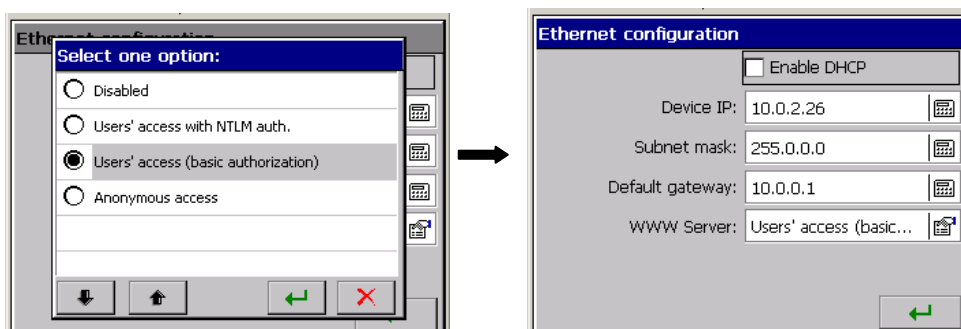 Ethernet configuration
Select one option:
Disabled
Users' access with NTLM auth.
Users' access (basic authorization)
Anonymous access
Ethernet configuration
Enable DHCP
Device IP: 10.0.2.26
Subnet mask: 255.0.0.0
Default gateway: 10.0.0.1
WWW Server: Users' access (basic...